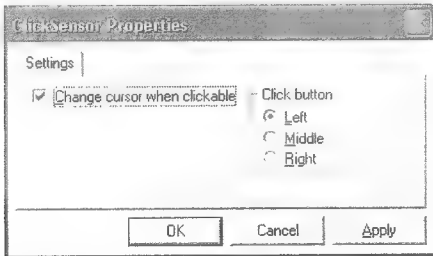 ClickSensor Properties
Settings
Change cursor when clickable
Click button
Left
Middle
Right
OK
Cancel
Apply